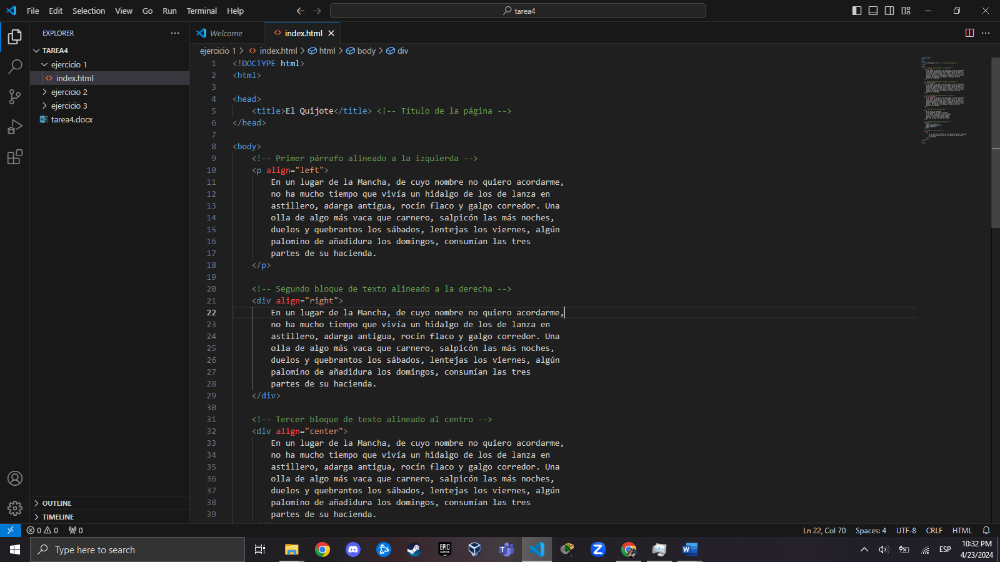 File Edit Selection View Go Run Terminal Help
tarea4
EXPLORER
TAREA4
ejercicio 1
index.html
ejercicio 2
ejercicio 3
tarea4.docx
OUTLINE
TIMELINE
Welcome
index.html
ejercicio 1 > index.html > html > body > div
1 <!DOCTYPE html>
2 <html>
3
4 <head>
5 <title>El Quijote</title> <!-- Título de la página -->
6 </head>
7
8 <body>
9 <!-- Primer párrafo alineado a la izquierda -->
10 <p align="left">
11 En un lugar de la Mancha, de cuyo nombre no quiero acordarme,
12 no ha mucho tiempo que vivía un hidalgo de los de lanza en
13 astillero, adarga antigua, rocín flaco y galgo corredor. Una
14 olla de algo más vaca que carnero, salpicón las más noches,
15 duelos y quebrantos los sábados, lentejas los viernes, algún
16 palomino de añadidura los domingos, consumían las tres
17 partes de su hacienda.
18 </p>
19
20 <!-- Segundo bloque de texto alineado a la derecha -->
21 <div align="right">
22 En un lugar de la Mancha, de cuyo nombre no quiero acordarme,
23 no ha mucho tiempo que vivía un hidalgo de los de lanza en
24 astillero, adarga antigua, rocín flaco y galgo corredor. Una
25 olla de algo más vaca que carnero, salpicón las más noches,
26 duelos y quebrantos los sábados, lentejas los viernes, algún
27 palomino de añadidura los domingos, consumían las tres
28 partes de su hacienda.
29 </div>
30
31 <!-- Tercer bloque de texto alineado al centro -->
32 <div align="center">
33 En un lugar de la Mancha, de cuyo nombre no quiero acordarme,
34 no ha mucho tiempo que vivía un hidalgo de los de lanza en
35 astillero, adarga antigua, rocín flaco y galgo corredor. Una
36 olla de algo más vaca que carnero, salpicón las más noches,
37 duelos y quebrantos los sábados, lentejas los viernes, algún
38 palomino de añadidura los domingos, consumían las tres
39 partes de su hacienda.
0 0 0
Ln 22, Col 70 Spaces: 4 UTF-8 CRLF HTML
Type here to search
EPIC GAMES
ESP
10:32 PM
4/23/2024